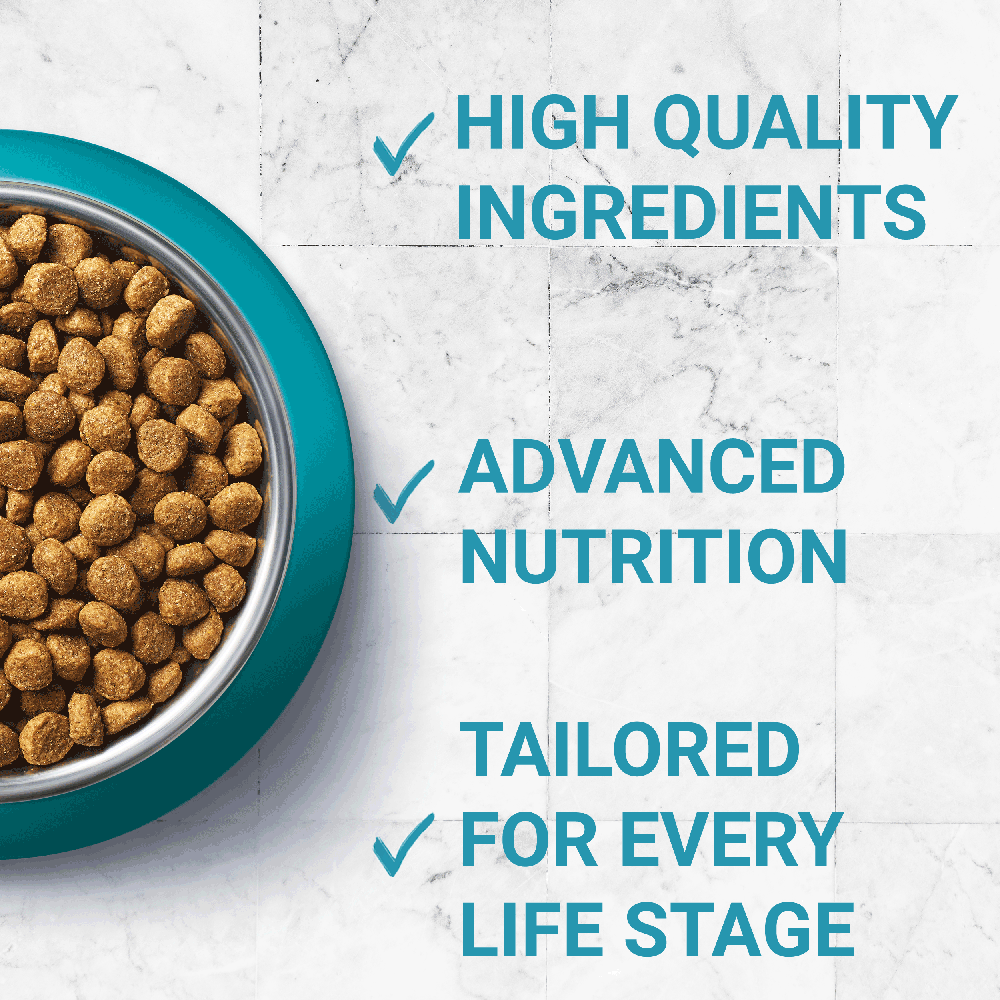 HIGH QUALITY
INGREDIENTS
ADVANCED
NUTRITION
TAILORED
FOR EVERY
LIFE STAGE